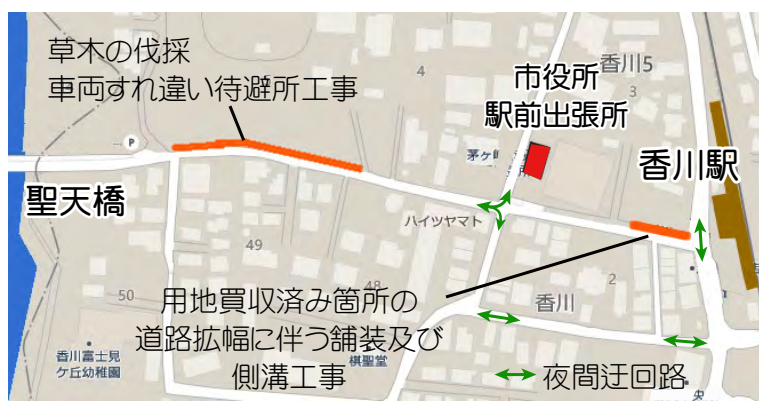 草木の伐採
車両すれ違い待避所工事
4
市役所
駅前出張所
香川5
3
P
茅ヶ
香川駅
聖天橋
ハイツヤマト
49
48
2
50
用地買収済み箇所の
道路拡幅に伴う舗装及び
側溝工事
香川
香川富士見
ケ丘幼稚園
棋聖堂
夜間迂回路
央